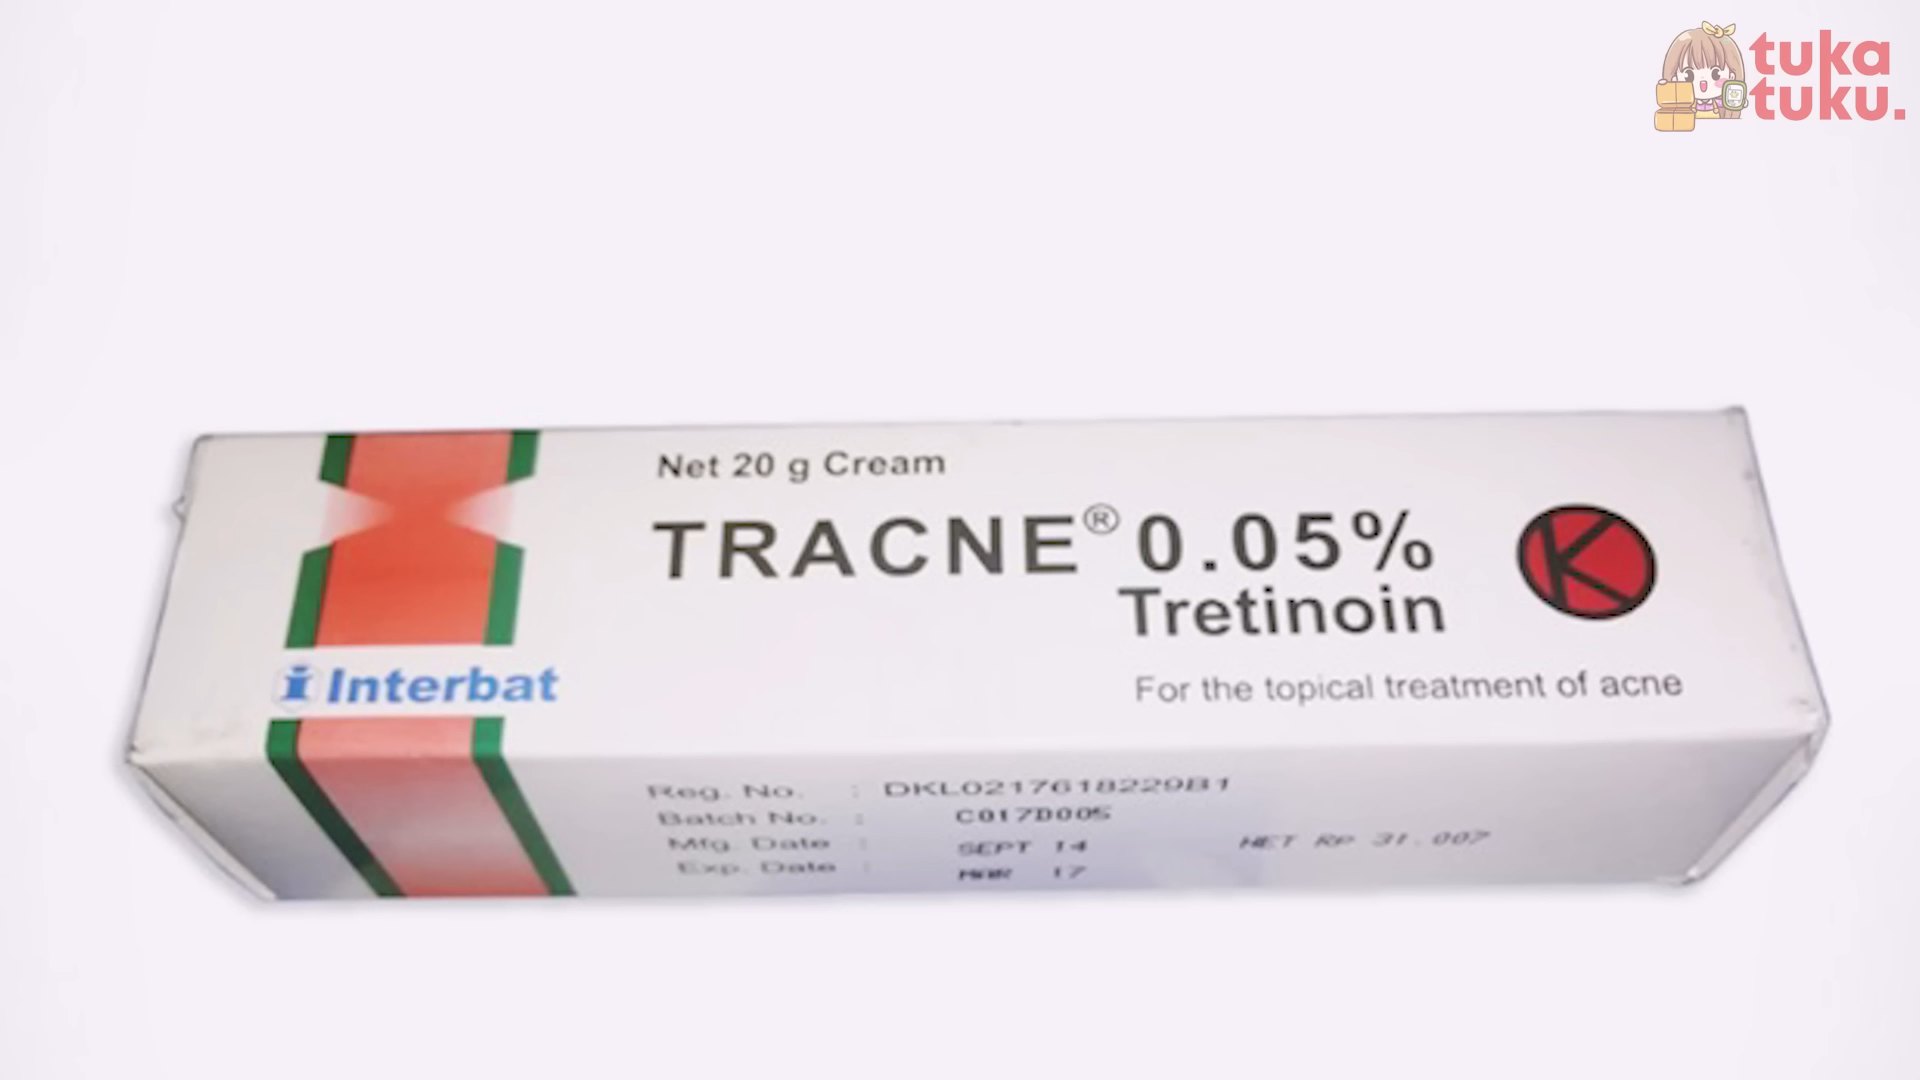 tuka
tuku.
Net 20 g Cream
TRACNE® 0.05%
Tretinoin
K
For the topical treatment of acne
Interbat
Reg. No. : DKL0217618229B1
Batch No. : C017D005
Mfg. Date : SEPT 14
HET RP 31.007
Exp. Date : MAR 17